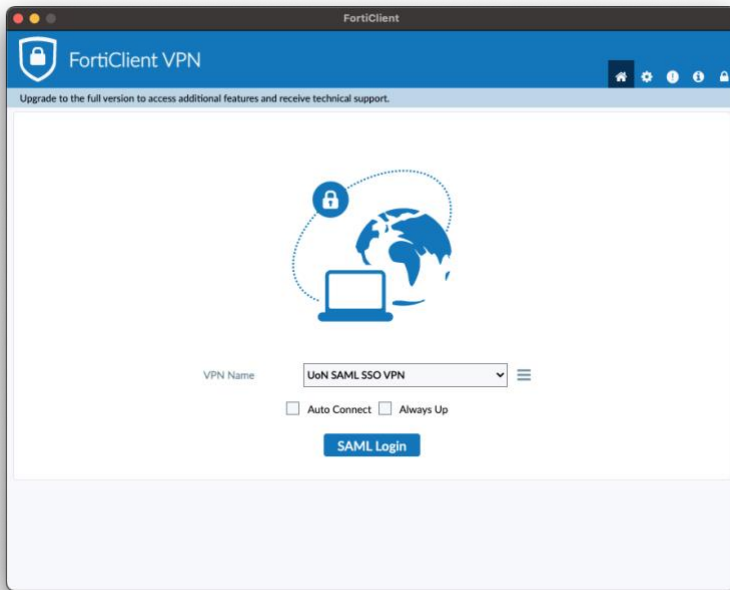 FortiClient
FortiClient VPN
Upgrade to the full version to access additional features and receive technical support.
VPN Name
UoN SAML SSO VPN
Auto Connect
Always Up
SAML Login